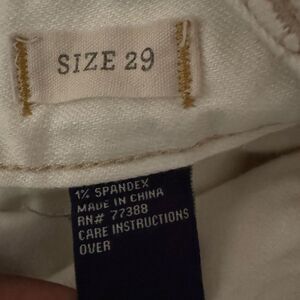 SIZE 29
1% SPANDEX
MADE IN CHINA
RN# 77388
CARE INSTRUCTIONS
OVER